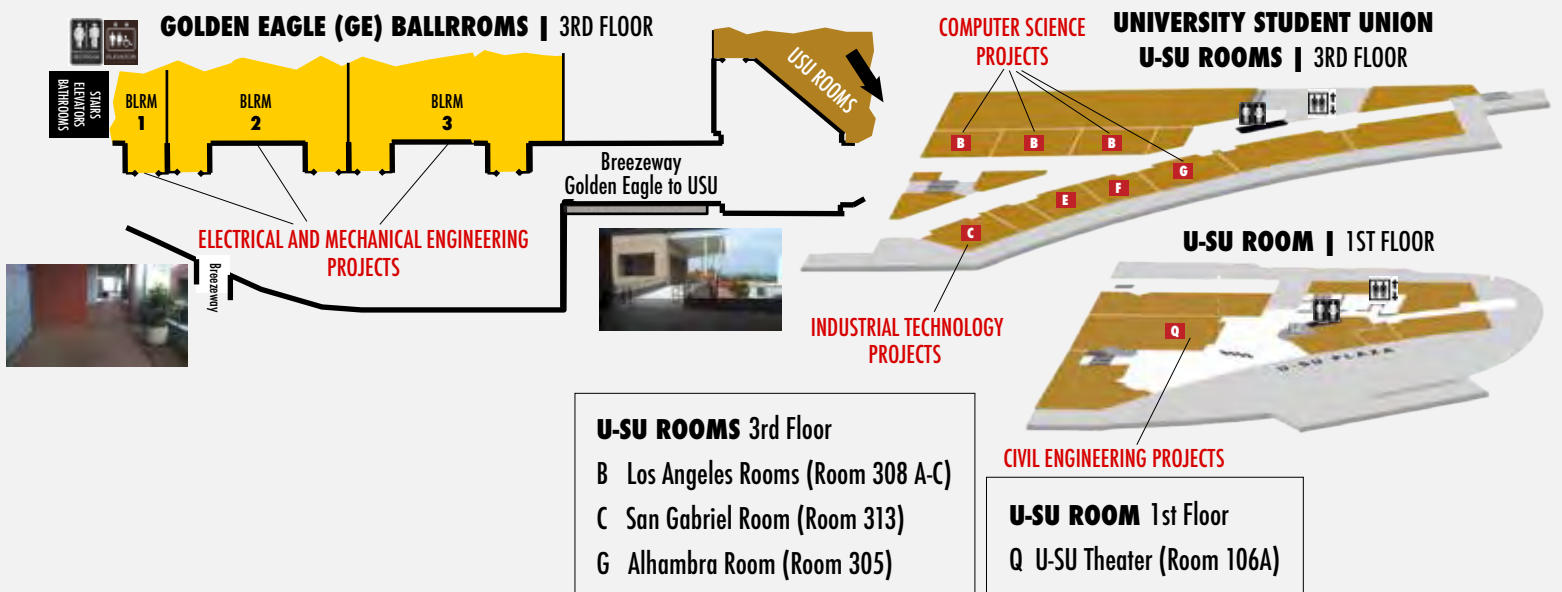 GOLDEN EAGLE (GE) BALLRROMS | 3RD FLOOR
STAIRS
ELEVATORS
BATHROOMS
BLRM
1
BLRM
2
BLRM
3
USU ROOMS
Breezeway
Golden Eagle to USU
ELECTRICAL AND MECHANICAL ENGINEERING
PROJECTS
Breezeway
COMPUTER SCIENCE
PROJECTS
UNIVERSITY STUDENT UNION
U-SU ROOMS | 3RD FLOOR
B
B
B
G
F
E
C
INDUSTRIAL TECHNOLOGY
PROJECTS
U-SU ROOM | 1ST FLOOR
Q
U-SU PLAZA
CIVIL ENGINEERING PROJECTS
U-SU ROOMS 3rd Floor
B Los Angeles Rooms (Room 308 A-C)
C San Gabriel Room (Room 313)
G Alhambra Room (Room 305)
U-SU ROOM 1st Floor
Q U-SU Theater (Room 106A)